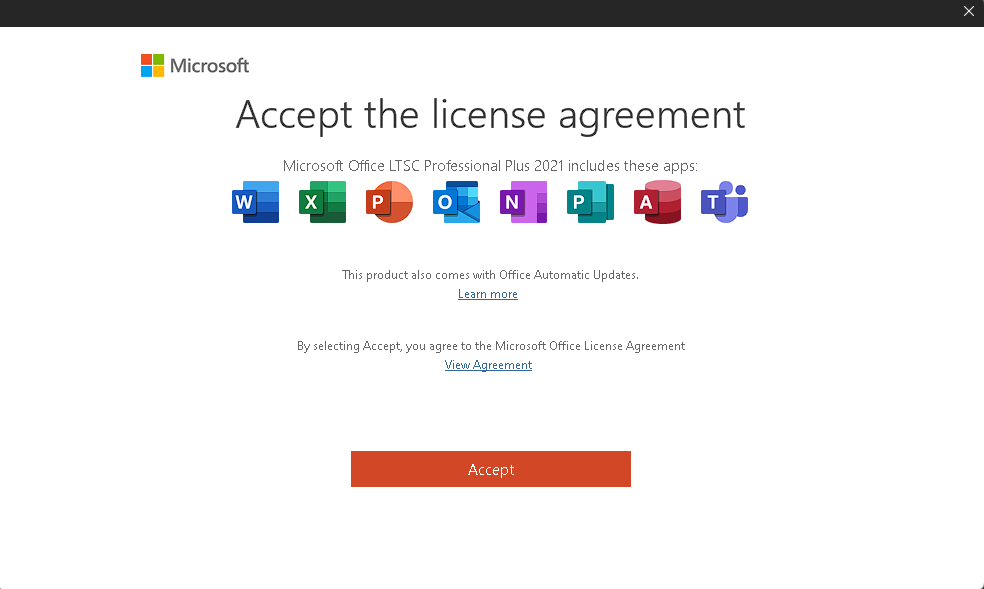 Microsoft
Accept the license agreement
Microsoft Office LTSC Professional Plus 2021 includes these apps:
W X P O N P A T
This product also comes with Office Automatic Updates.
Learn more
By selecting Accept, you agree to the Microsoft Office License Agreement
View Agreement
Accept